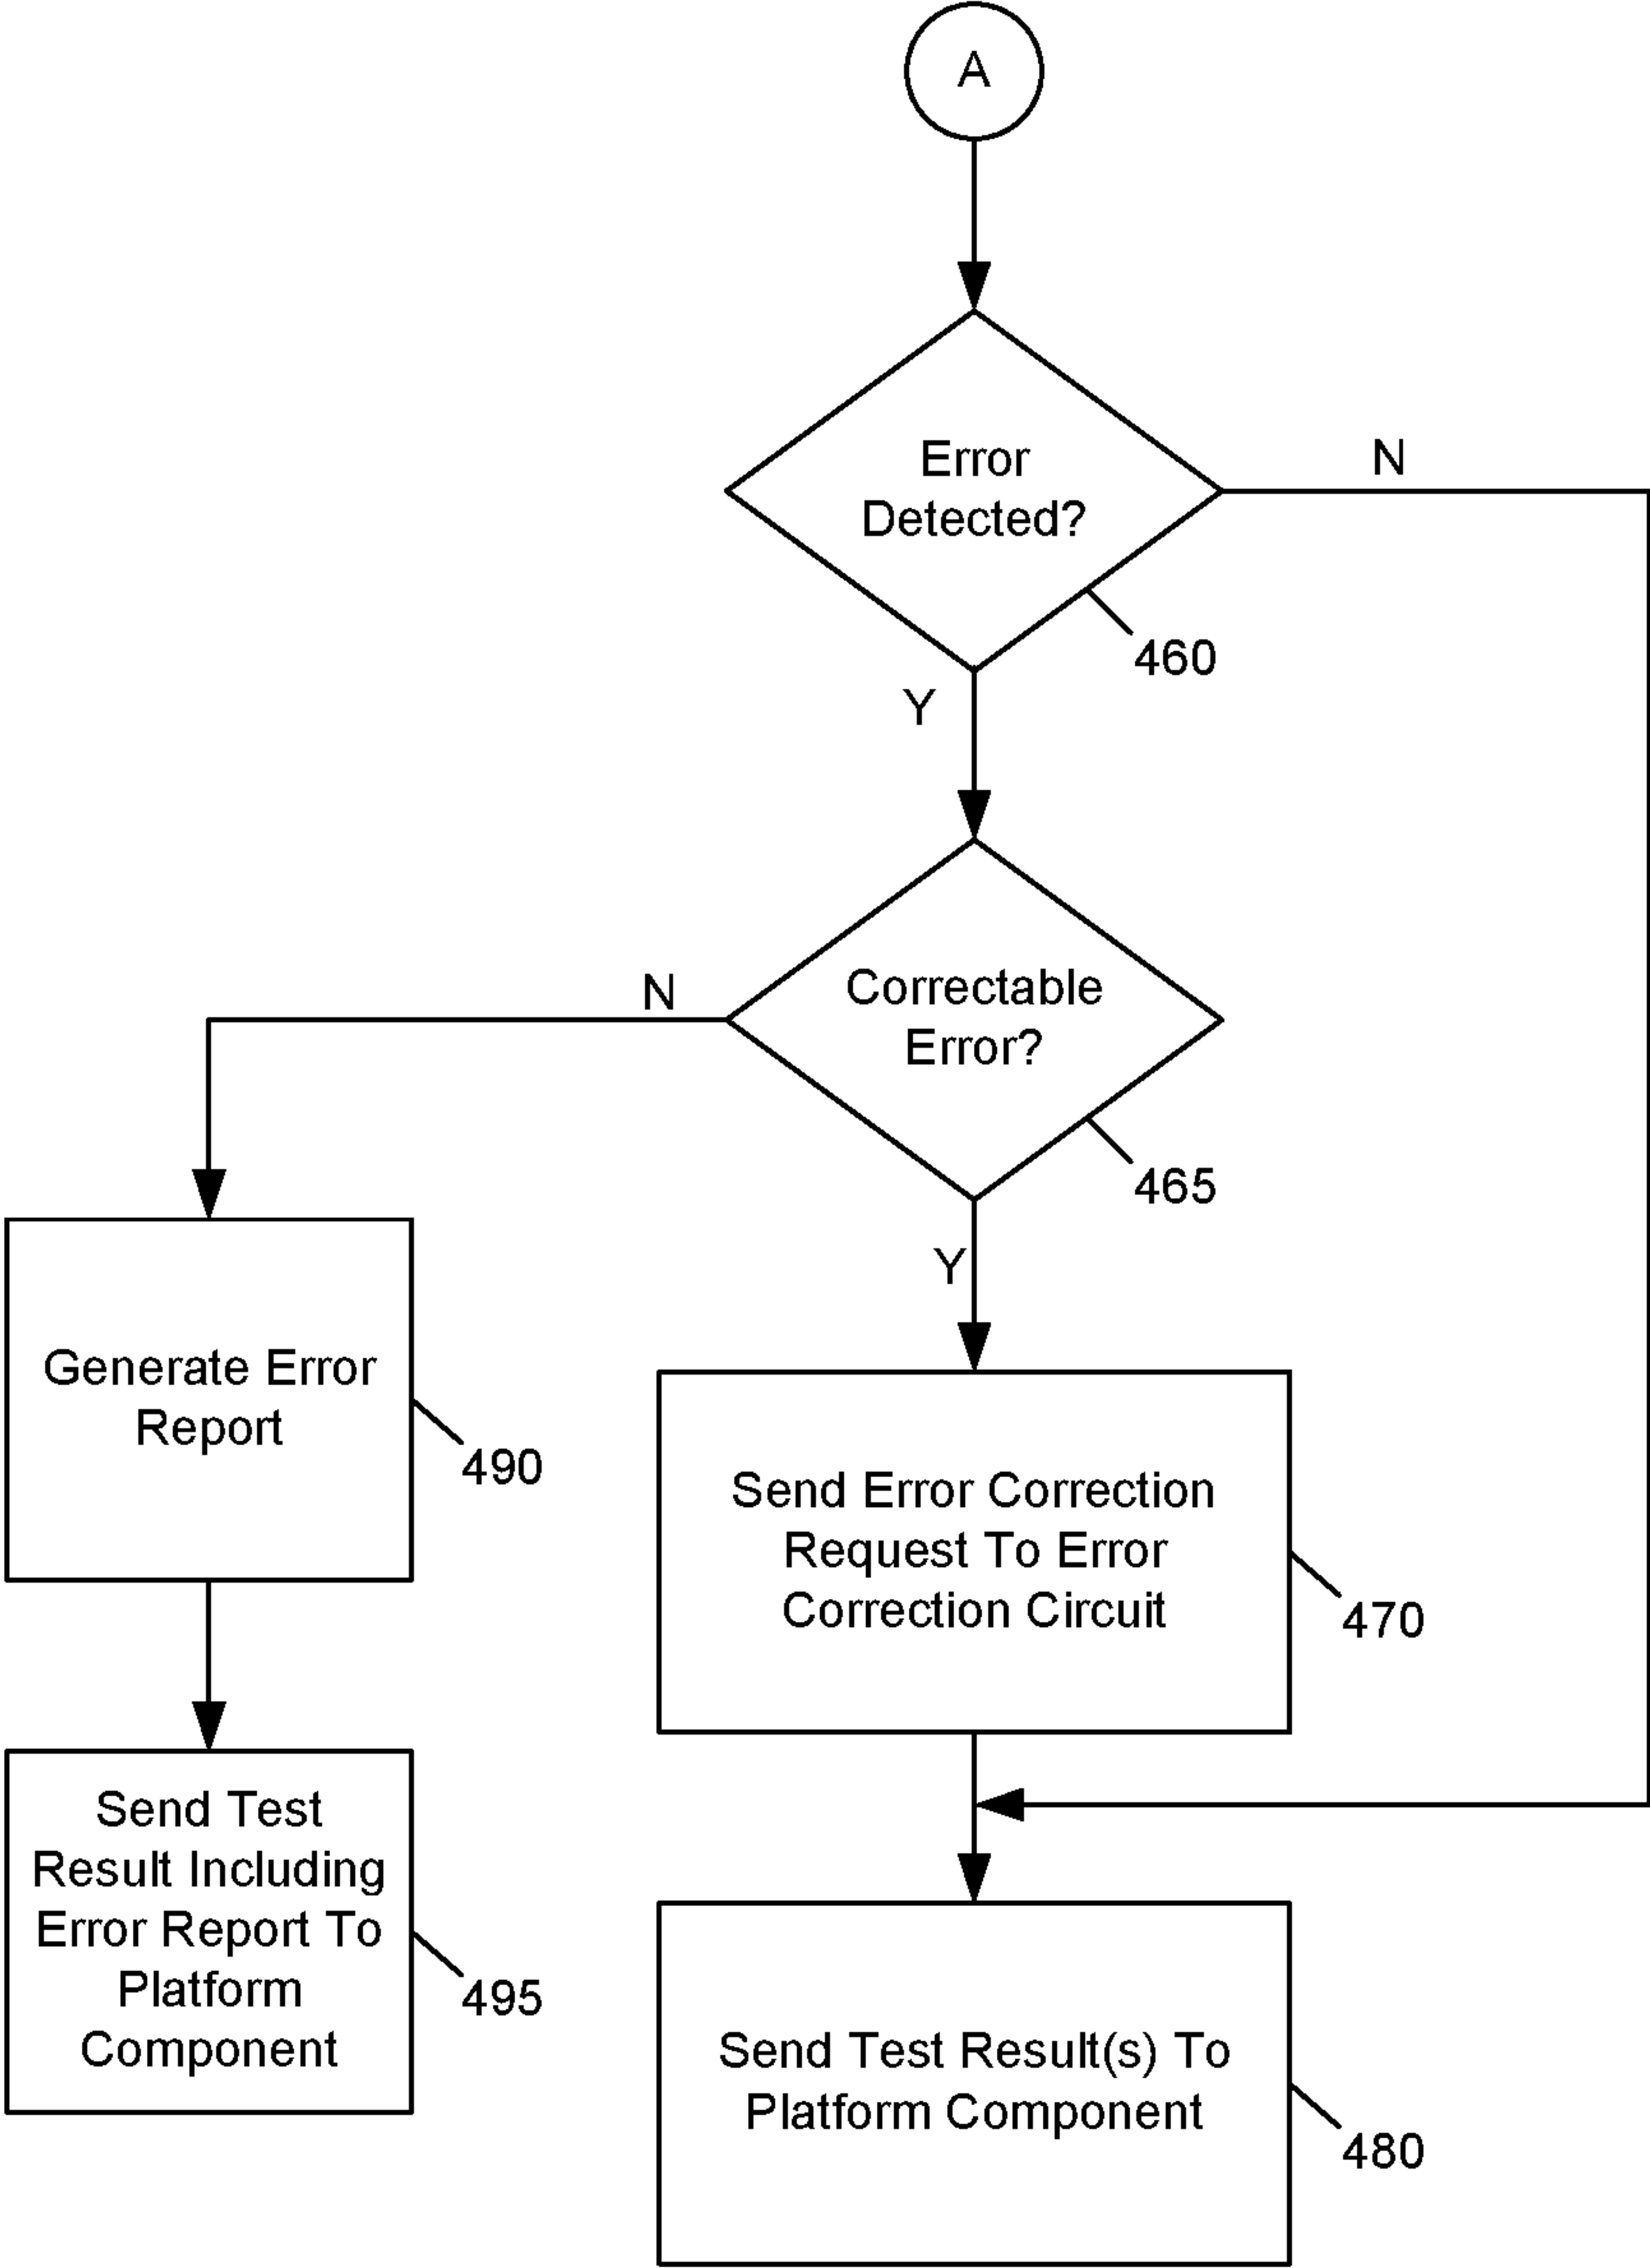 A
Error
Detected?
N
460
Y
Correctable
Error?
N
465
Y
Generate Error
Report
490
Send Error Correction
Request To Error
Correction Circuit
470
Send Test
Result Including
Error Report To
Platform
Component
495
Send Test Result(s) To
Platform Component
480